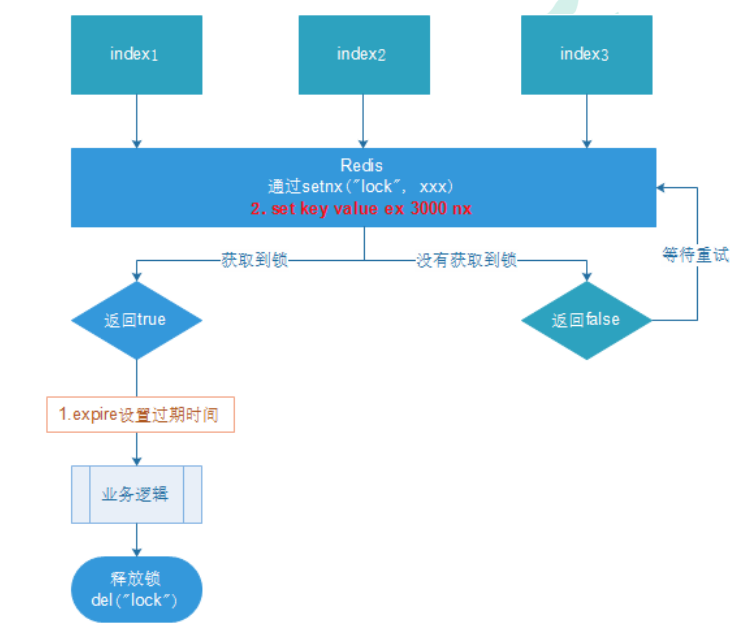 index1
index2
index3
Redis
通过setnx("lock", xxx)
2. set key value ex 3000 nx
获取到锁
没有获取到锁
等待重试
返回true
返回false
1.expire设置过期时间
业务逻辑
释放锁
del("lock")